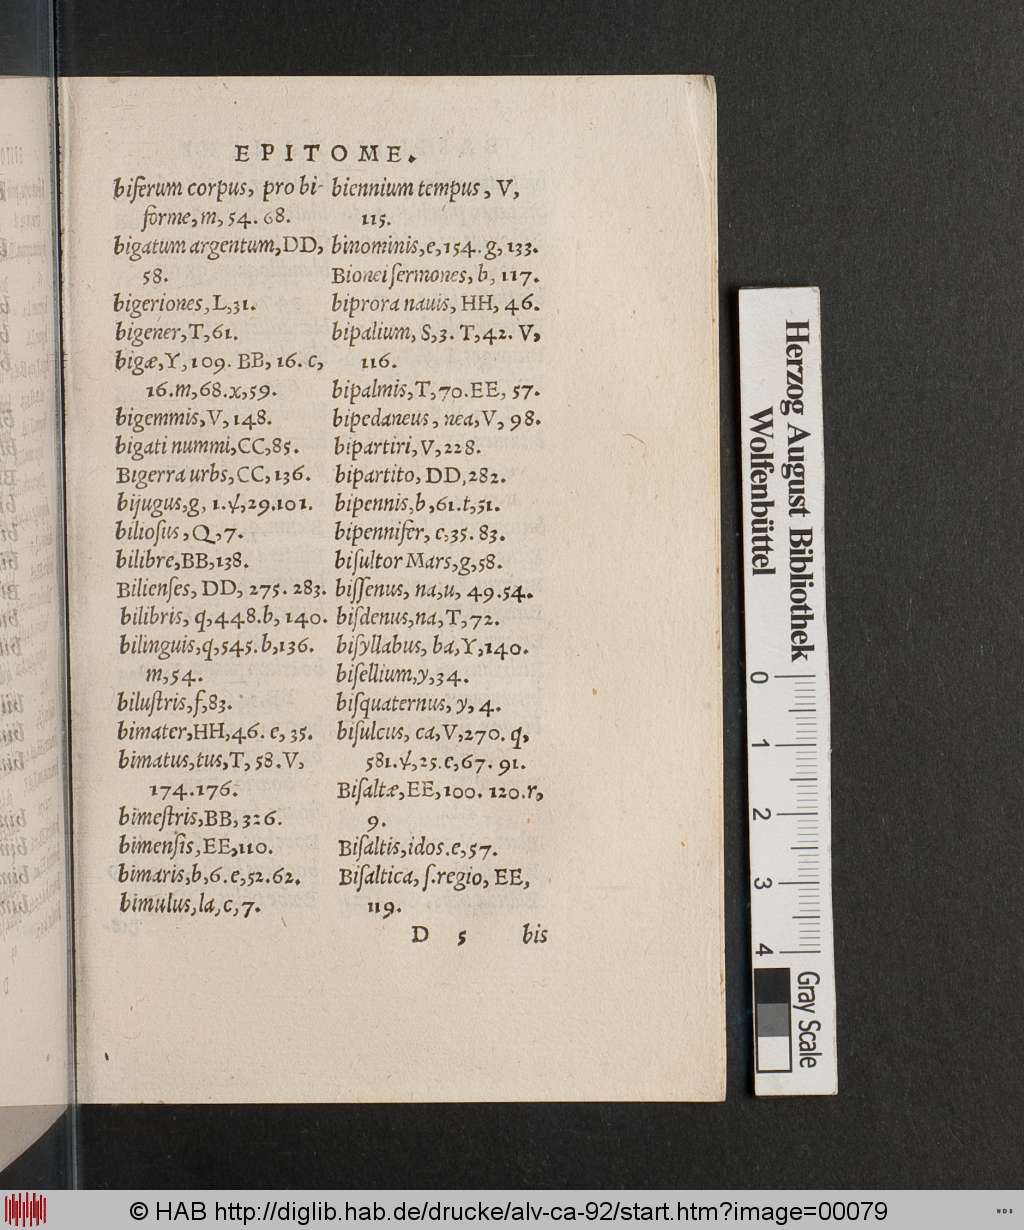 EPITOME.
biferum corpus, pro bi-
forme, m, 54. 68.
bigatum argentum, DD,
58.
bigeriones, L, 31.
bigener, T, 61.
bigæ, Y, 109. BB, 16. c,
16. m, 68. x, 59.
bigemmis, V, 148.
bigati nummi, CC, 85.
Bigerra urbs, CC, 136.
bijugus, g, 1. ψ, 29. 101.
bilioſus, Q, 7.
bilibre, BB, 138.
Bilienſes, DD, 275. 283.
bilibris, q, 448. b, 140.
bilinguis, q, 545. b, 136.
m, 54.
biluſtris, f, 83.
bimater, HH, 46. e, 35.
bimatus, tus, T, 58. V,
174. 176.
bimeſtris, BB, 326.
bimenſis, EE, 110.
bimaris, b, 6. e, 52. 62.
bimulus, la, c, 7.
biennium tempus, V,
115.
binominis, e, 154. g, 133.
Bionei ſermones, b, 117.
biprora nauis, HH, 46.
bipalium, S, 3. T, 42. V,
116.
bipalmis, T, 70. EE, 57.
bipedaneus, nea, V, 98.
bipartiri, V, 228.
bipartito, DD, 282.
bipennis, b, 61. t, 51.
bipennifer, c, 35. 83.
biſultor Mars, g, 58.
biſſenus, na, u, 49. 54.
biſdenus, na, T, 72.
biſyllabus, ba, Y, 140.
biſellium, y, 34.
biſquaternus, y, 4.
biſulcus, ca, V, 270. q,
581. ψ, 25. c, 67. 91.
Biſaltæ, EE, 100. 120. r,
9.
Biſaltis, idos. e, 57.
Biſaltica, ſ. regio, EE,
119.
D 5 bis
Herzog August Bibliothek
Wolfenbüttel
0 1 2 3 4
Gray Scale
© HAB http://diglib.hab.de/drucke/alv-ca-92/start.htm?image=00079
WDB